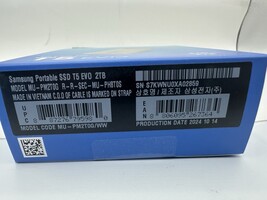 Samsung Portable SSD T5 EVO 2TB
MODEL MU-PM2T0G R-R-SEC-MU-PH0T05
MADE IN VIETNAM C.O.O OF CABLE IS MARKED ON STRAP
UPC
MODEL CODE MU - PM2T0G/WW
SN S7KWNU0XA02859
상호명 / 제조자 삼성전자(주)
EAN
PRODUCTION DATE 2024 10 14